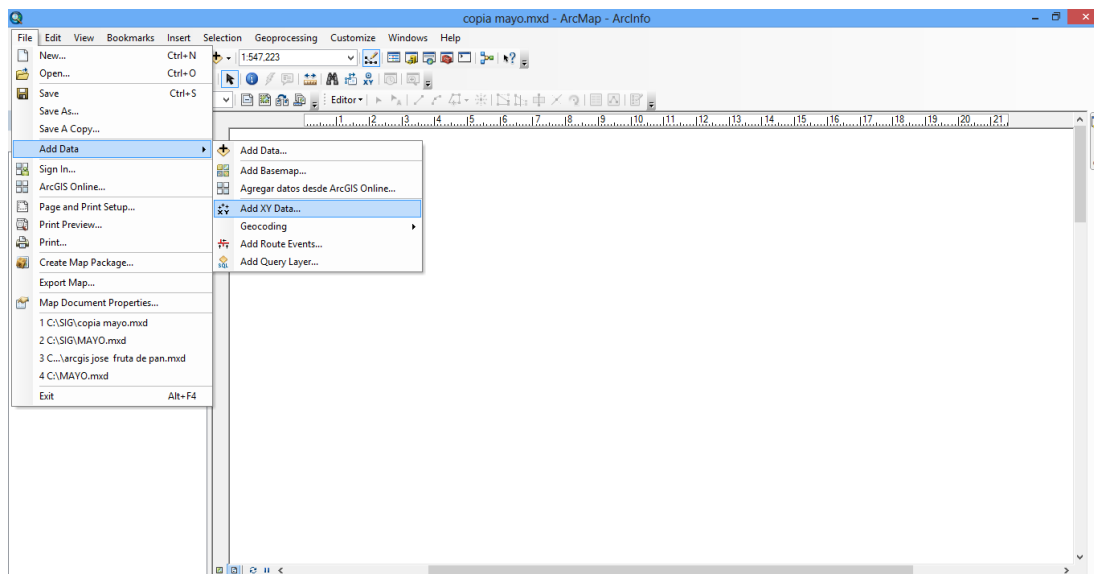 copia mayo.mxd - ArcMap - ArcInfo
File Edit View Bookmarks Insert Selection Geoprocessing Customize Windows Help
New... Ctrl+N
1:547,223
Open... Ctrl+O
Save Ctrl+S
Editor
Save As...
Save A Copy...
1 2 3 4 5 6 7 8 9 10 11 12 13 14 15 16 17 18 19 20 21
Add Data
Add Data...
Sign In...
Add Basemap...
ArcGIS Online...
Agregar datos desde ArcGIS Online...
Page and Print Setup...
XY Add XY Data...
Print Preview...
Geocoding
Print...
Add Route Events...
Create Map Package...
SQL Add Query Layer...
Export Map...
Map Document Properties...
1 C:\SIG\copia mayo.mxd
2 C:\SIG\MAYO.mxd
3 C...\arcgis jose fruta de pan.mxd
4 C:\MAYO.mxd
Exit Alt+F4